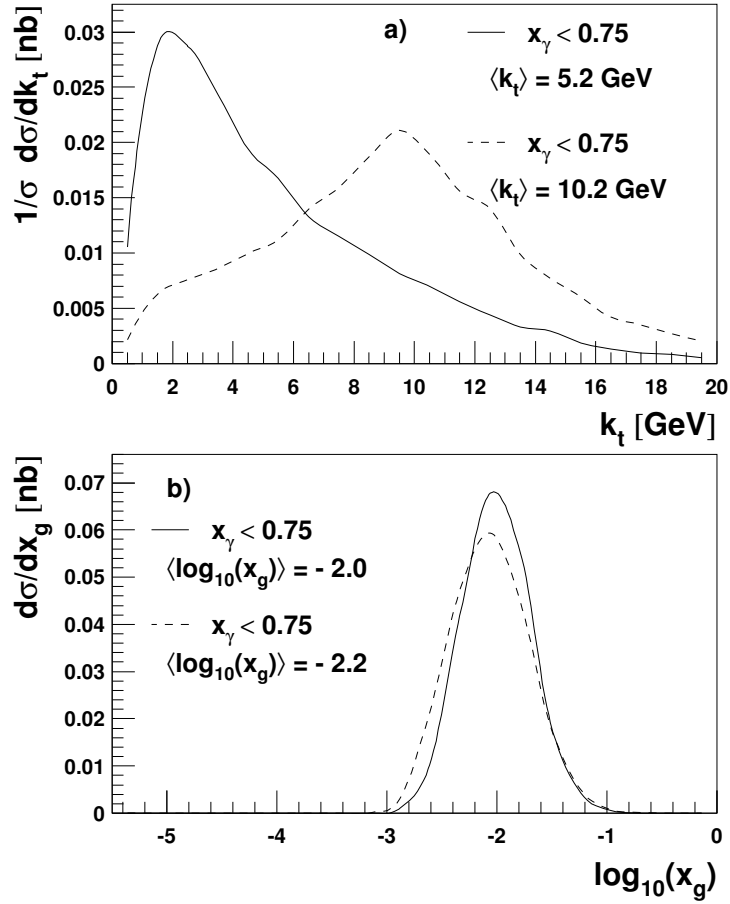 a)
x_γ < 0.75
⟨k_t⟩ = 5.2 GeV
x_γ < 0.75
⟨k_t⟩ = 10.2 GeV
1/σ dσ/dk_t [nb]
0.03
0.025
0.02
0.015
0.01
0.005
0
0 2 4 6 8 10 12 14 16 18 20
k_t [GeV]
b)
x_γ < 0.75
⟨log₁₀(x_g)⟩ = - 2.0
x_γ < 0.75
⟨log₁₀(x_g)⟩ = - 2.2
dσ/dx_g [nb]
0.07
0.06
0.05
0.04
0.03
0.02
0.01
0
-5 -4 -3 -2 -1 0
log₁₀(x_g)